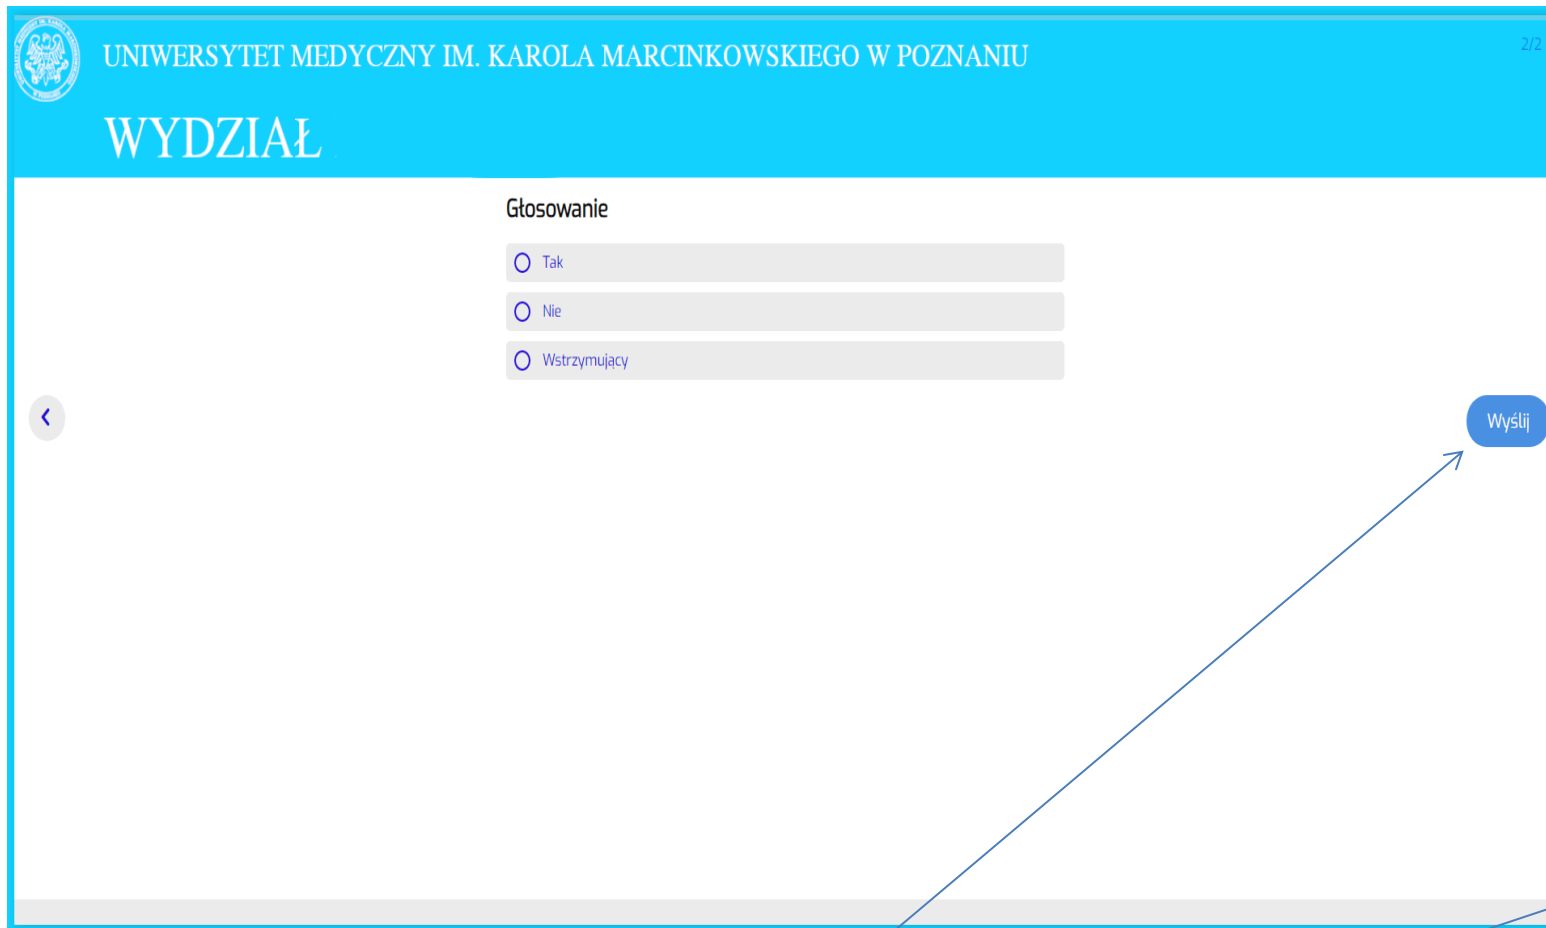 UNIWERSYTET MEDYCZNY IM. KAROLA MARCINKOWSKIEGO W POZNANIU
2/2
WYDZIAŁ
Głosowanie
Tak
Nie
Wstrzymujący
Wyślij